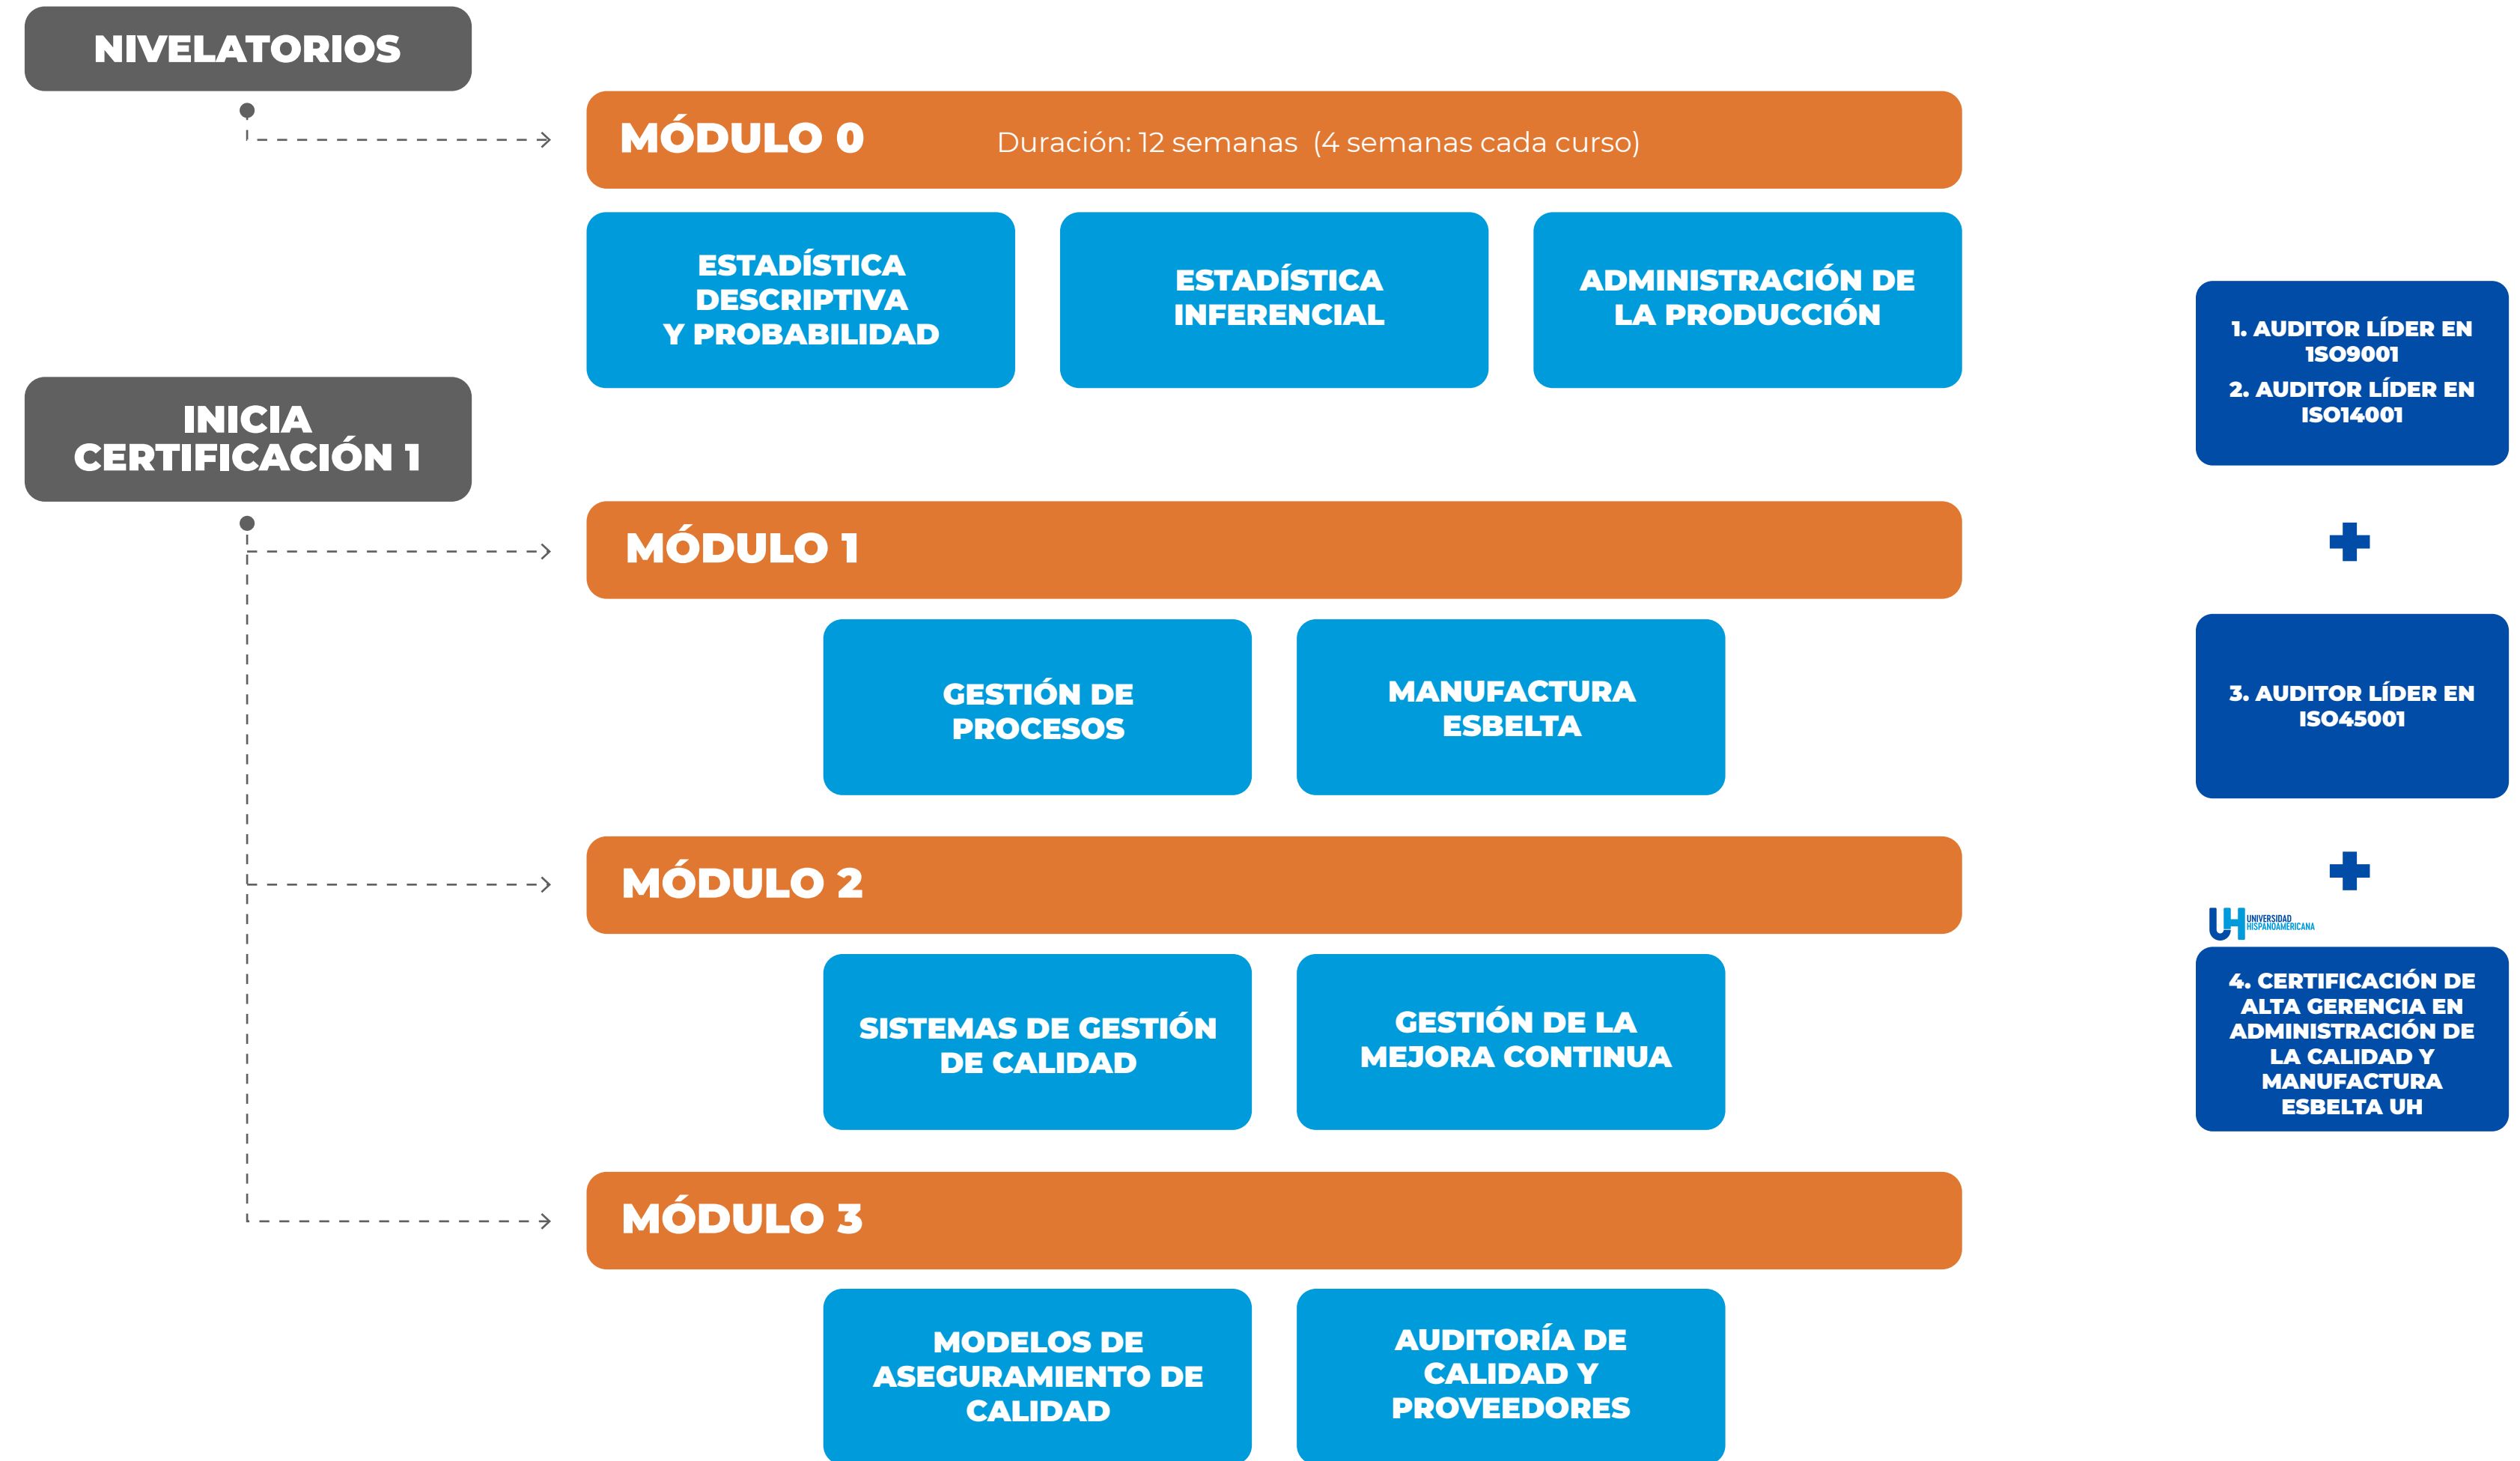 NIVELATORIOS
MÓDULO 0
Duración: 12 semanas (4 semanas cada curso)
ESTADÍSTICA
DESCRIPTIVA
Y PROBABILIDAD
ESTADÍSTICA
INFERENCIAL
ADMINISTRACIÓN DE
LA PRODUCCIÓN
INICIA
CERTIFICACIÓN 1
MÓDULO 1
GESTIÓN DE
PROCESOS
MANUFACTURA
ESBELTA
MÓDULO 2
SISTEMAS DE GESTIÓN
DE CALIDAD
GESTIÓN DE LA
MEJORA CONTINUA
MÓDULO 3
MODELOS DE
ASEGURAMIENTO DE
CALIDAD
AUDITORÍA DE
CALIDAD Y
PROVEEDORES
1. AUDITOR LÍDER EN
1SO9001
2. AUDITOR LÍDER EN
ISO14001
3. AUDITOR LÍDER EN
ISO45001
UH
UNIVERSIDAD
HISPANOAMERICANA
4. CERTIFICACIÓN DE
ALTA GERENCIA EN
ADMINISTRACIÓN DE
LA CALIDAD Y
MANUFACTURA
ESBELTA UH